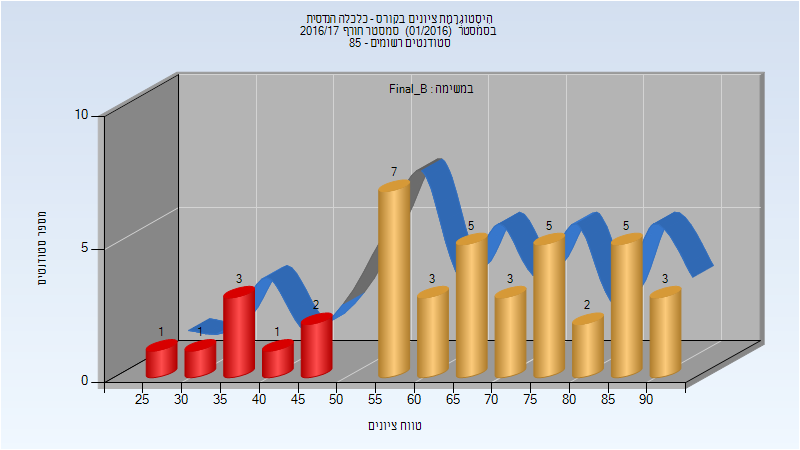 היסטוגרמת ציונים בקורס - כלכלה הנדסית
בסמסטר (01/2016) סמסטר חורף 2016/17
סטודנטים רשומים - 85
במשימה : Final_B
מספר סטודנטים
10
5
0
1 1 3 1 2 7 3 5 3 5 2 5 3
25 30 35 40 45 50 55 60 65 70 75 80 85 90
טווח ציונים